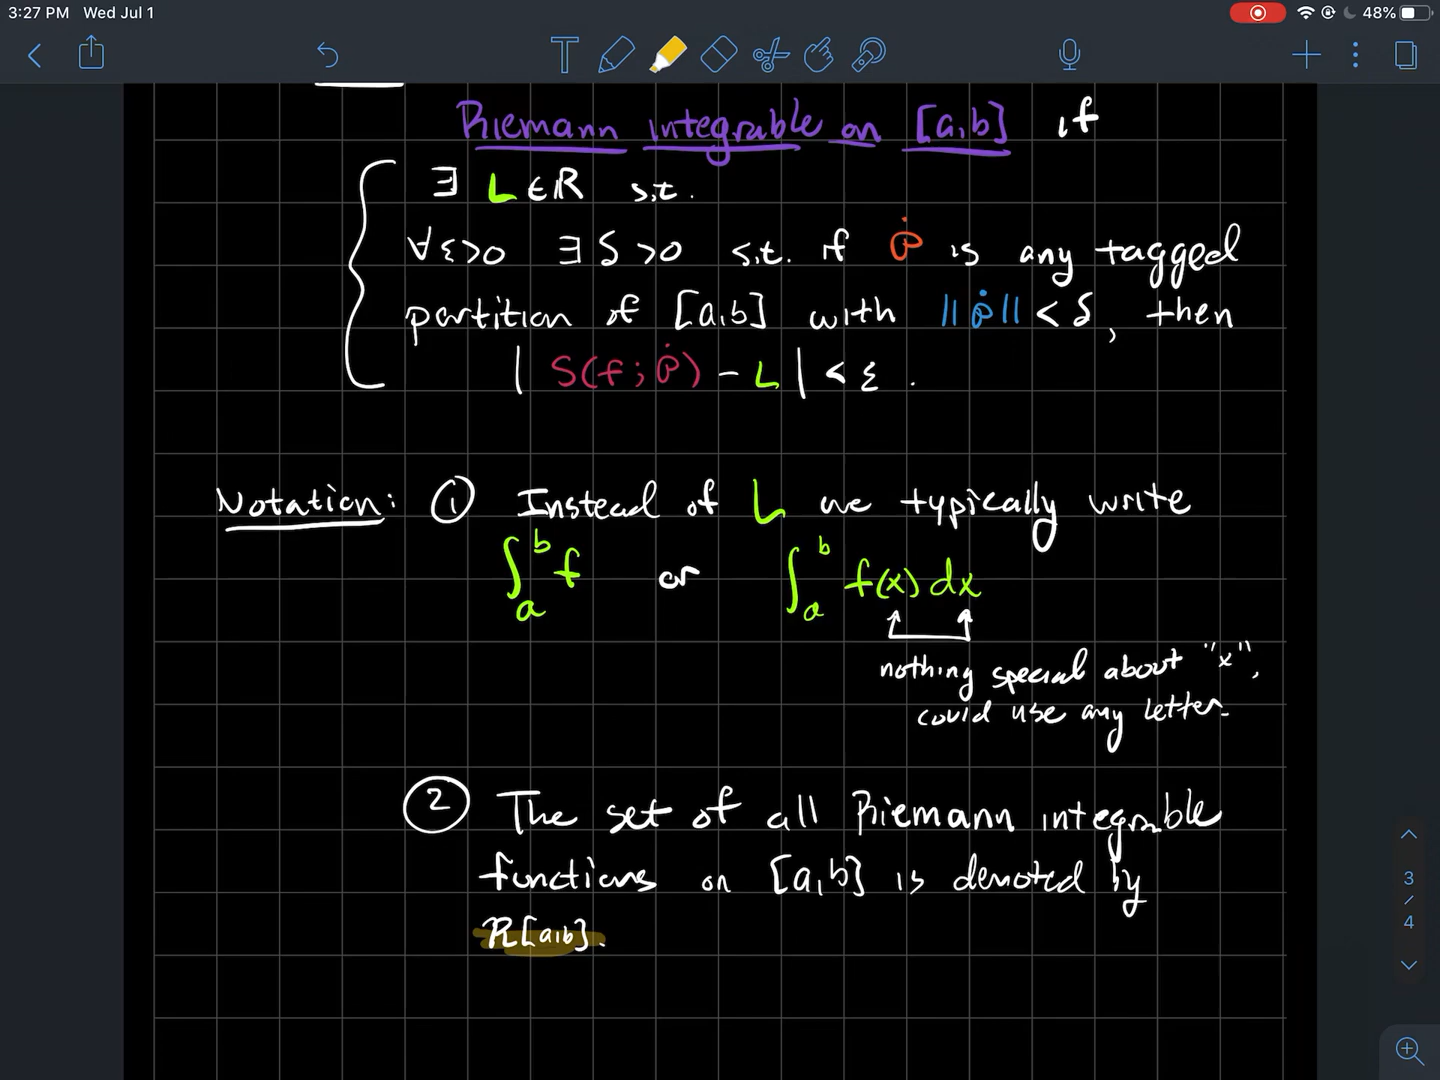 3:27 PM Wed Jul 1
48%
Riemann integrable on [a,b] if
∃ L ∈ ℝ s.t.
∀ε>0 ∃ δ>0 s.t. if Ṗ is any tagged
partition of [a,b] with ||Ṗ|| < δ, then
| S(f; Ṗ) - L | < ε.
Notation: ① Instead of L we typically write
∫_a^b f or ∫_a^b f(x) dx
nothing special about "x",
could use any letter.
② The set of all Riemann integrable
functions on [a,b] is denoted by
R[a,b].
3
/
4